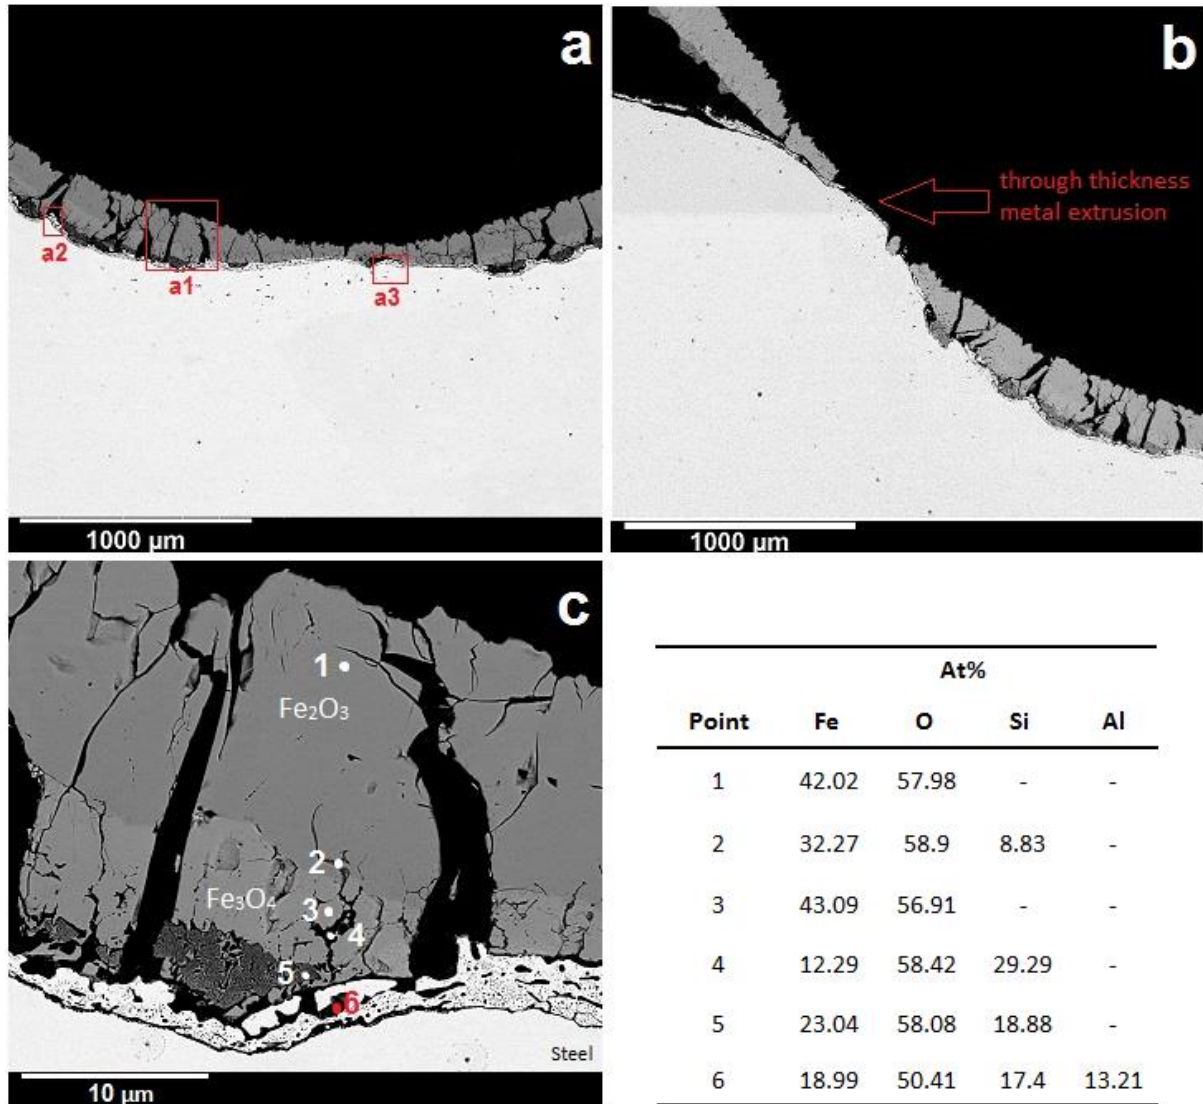 a
a2
a1
a3
1000 µm
b
through thickness
metal extrusion
1000 µm
c
1
Fe₂O₃
2
Fe₃O₄
3
4
5
6
Steel
10 µm
At%
Point Fe O Si Al
1 42.02 57.98 - -
2 32.27 58.9 8.83 -
3 43.09 56.91 - -
4 12.29 58.42 29.29 -
5 23.04 58.08 18.88 -
6 18.99 50.41 17.4 13.21